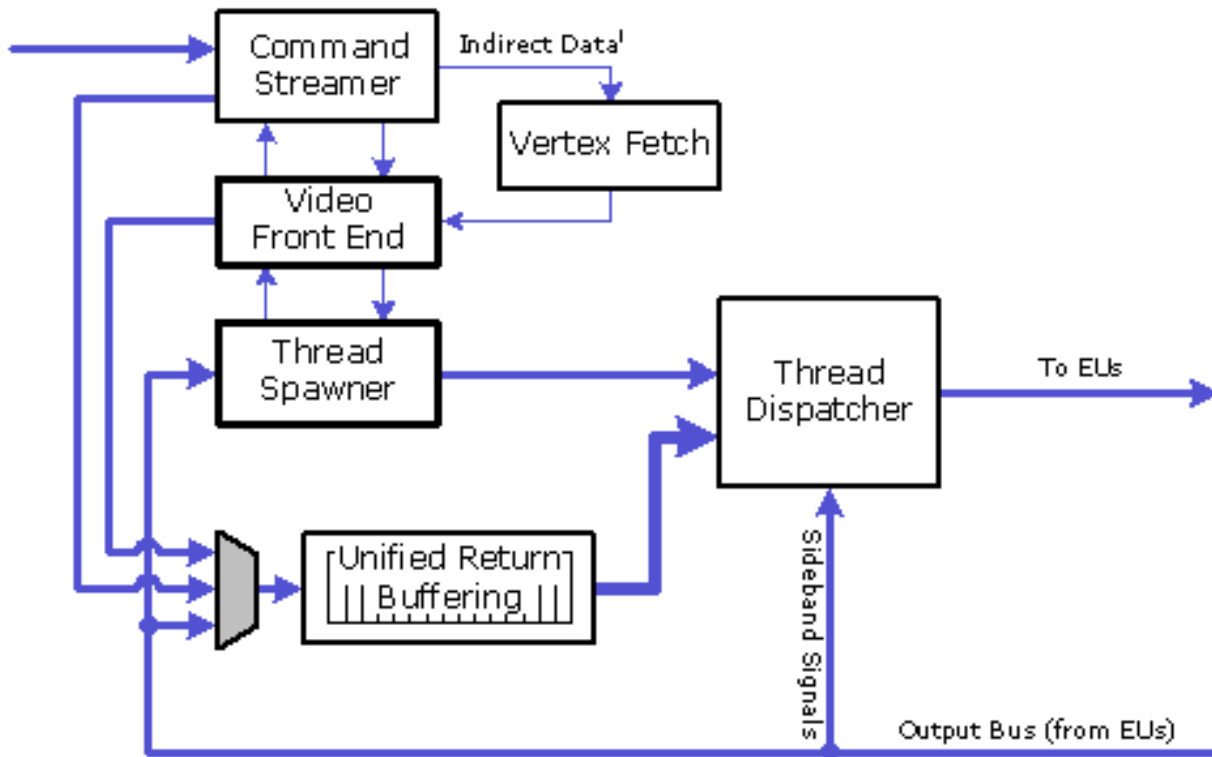 Command
Streamer
Indirect Data¹
Vertex Fetch
Video
Front End
Thread
Spawner
Thread
Dispatcher
To EUs
Unified Return
Buffering
Sideband Signals
Output Bus (from EUs)